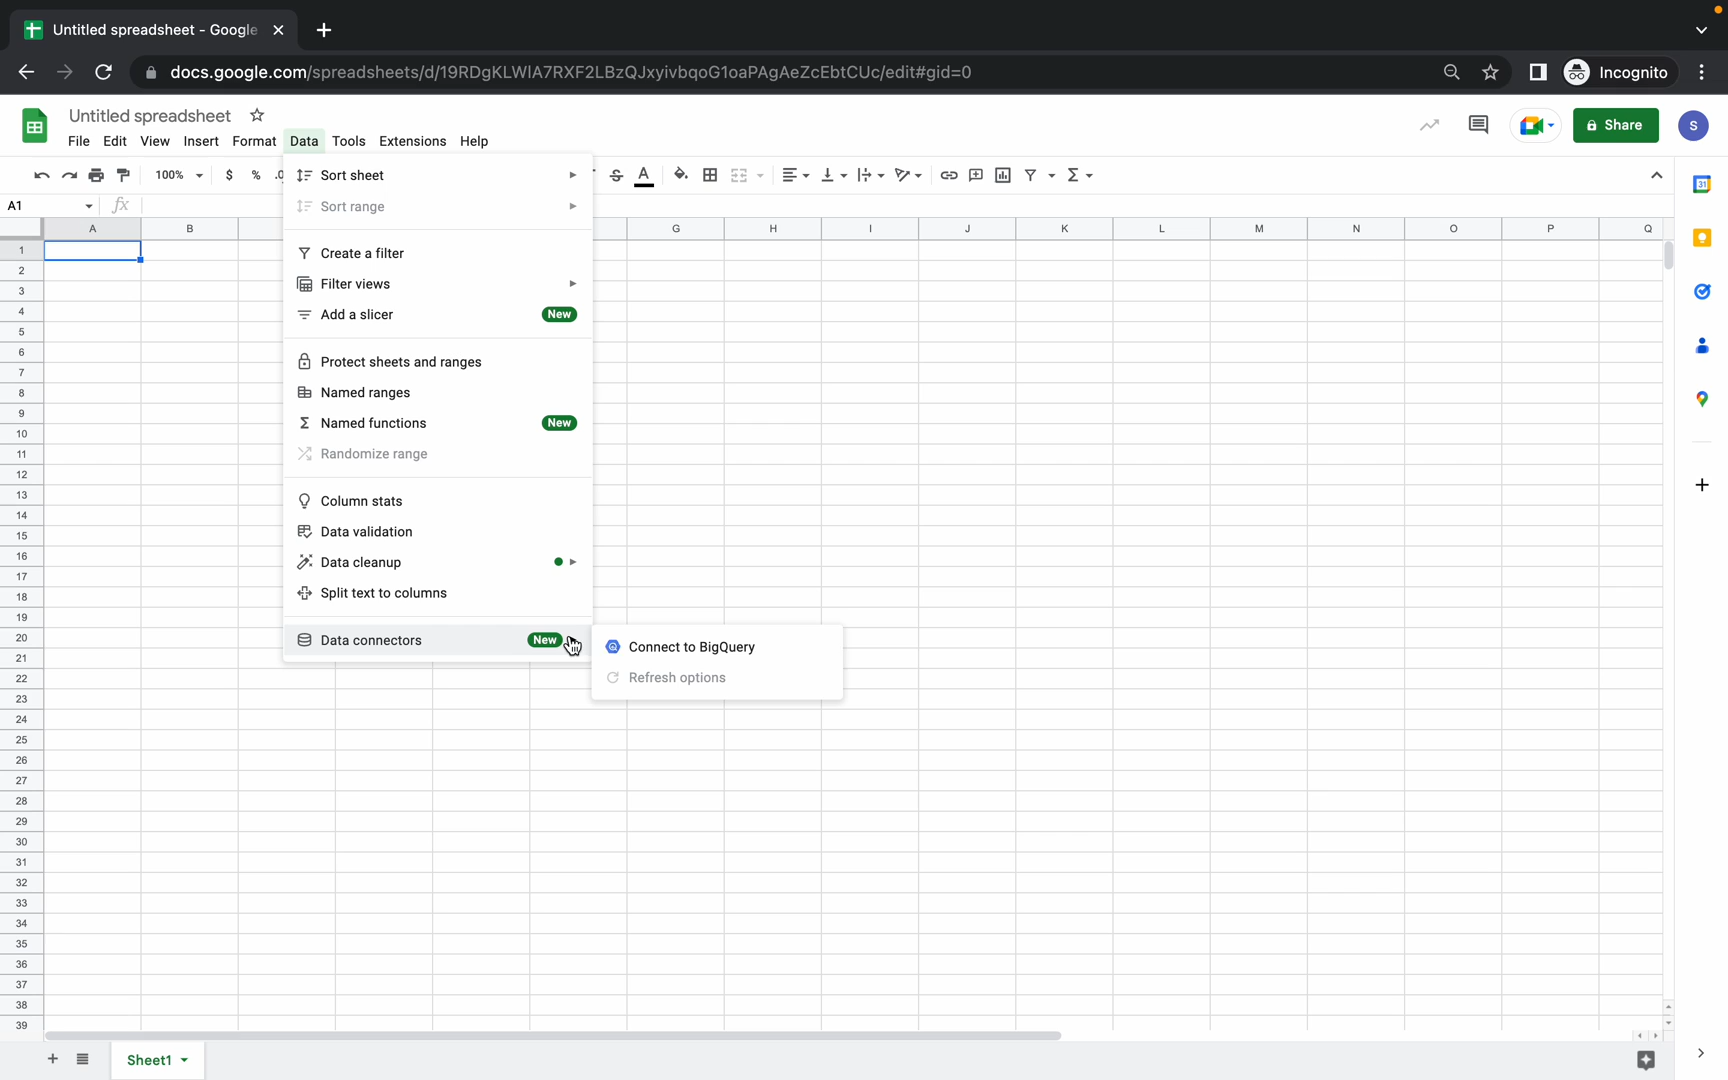 Untitled spreadsheet - Google
docs.google.com/spreadsheets/d/19RDgKLWIA7RXF2LBzQJxyivbqoG1oaPAgAeZcEbtCUc/edit#gid=0
Incognito
Untitled spreadsheet
File Edit View Insert Format Data Tools Extensions Help
Share
S
100% $ % .0
A
A1
fx
A B G H I J K L M N O P Q
Sort sheet
Sort range
Create a filter
Filter views
Add a slicer New
Protect sheets and ranges
Named ranges
Named functions New
Randomize range
Column stats
Data validation
Data cleanup
Split text to columns
Data connectors New
Connect to BigQuery
Refresh options
31
1
2
3
4
5
6
7
8
9
10
11
12
13
14
15
16
17
18
19
20
21
22
23
24
25
26
27
28
29
30
31
32
33
34
35
36
37
38
39
Sheet1